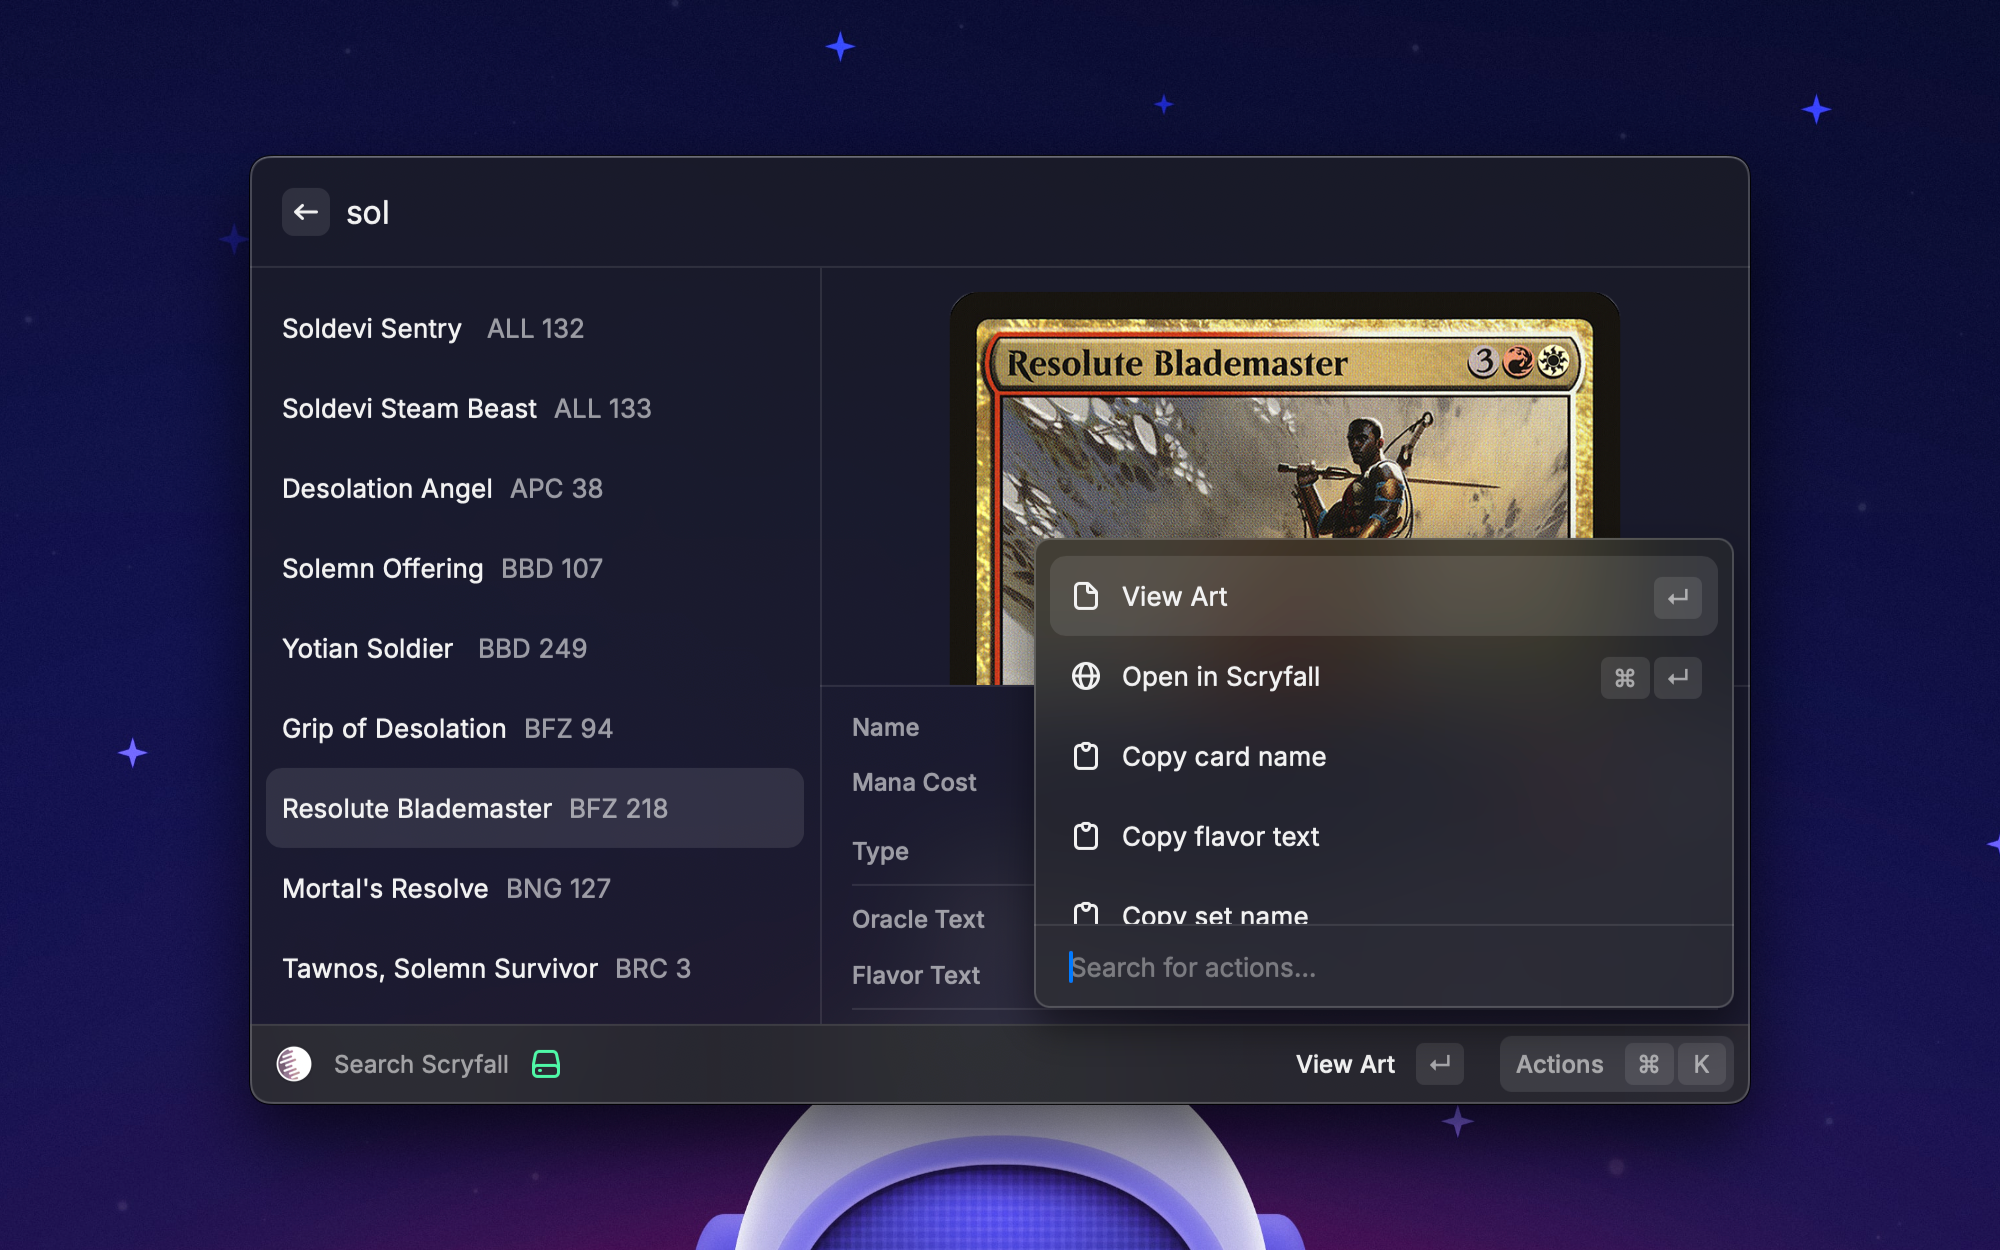 sol
Soldevi Sentry ALL 132
Soldevi Steam Beast ALL 133
Desolation Angel APC 38
Solemn Offering BBD 107
Yotian Soldier BBD 249
Grip of Desolation BFZ 94
Resolute Blademaster BFZ 218
Mortal's Resolve BNG 127
Tawnos, Solemn Survivor BRC 3
Resolute Blademaster 3
Name
Mana Cost
Type
Oracle Text
Flavor Text
View Art
Open in Scryfall ⌘
Copy card name
Copy flavor text
Copy set name
Search for actions...
Search Scryfall
View Art
Actions ⌘ K